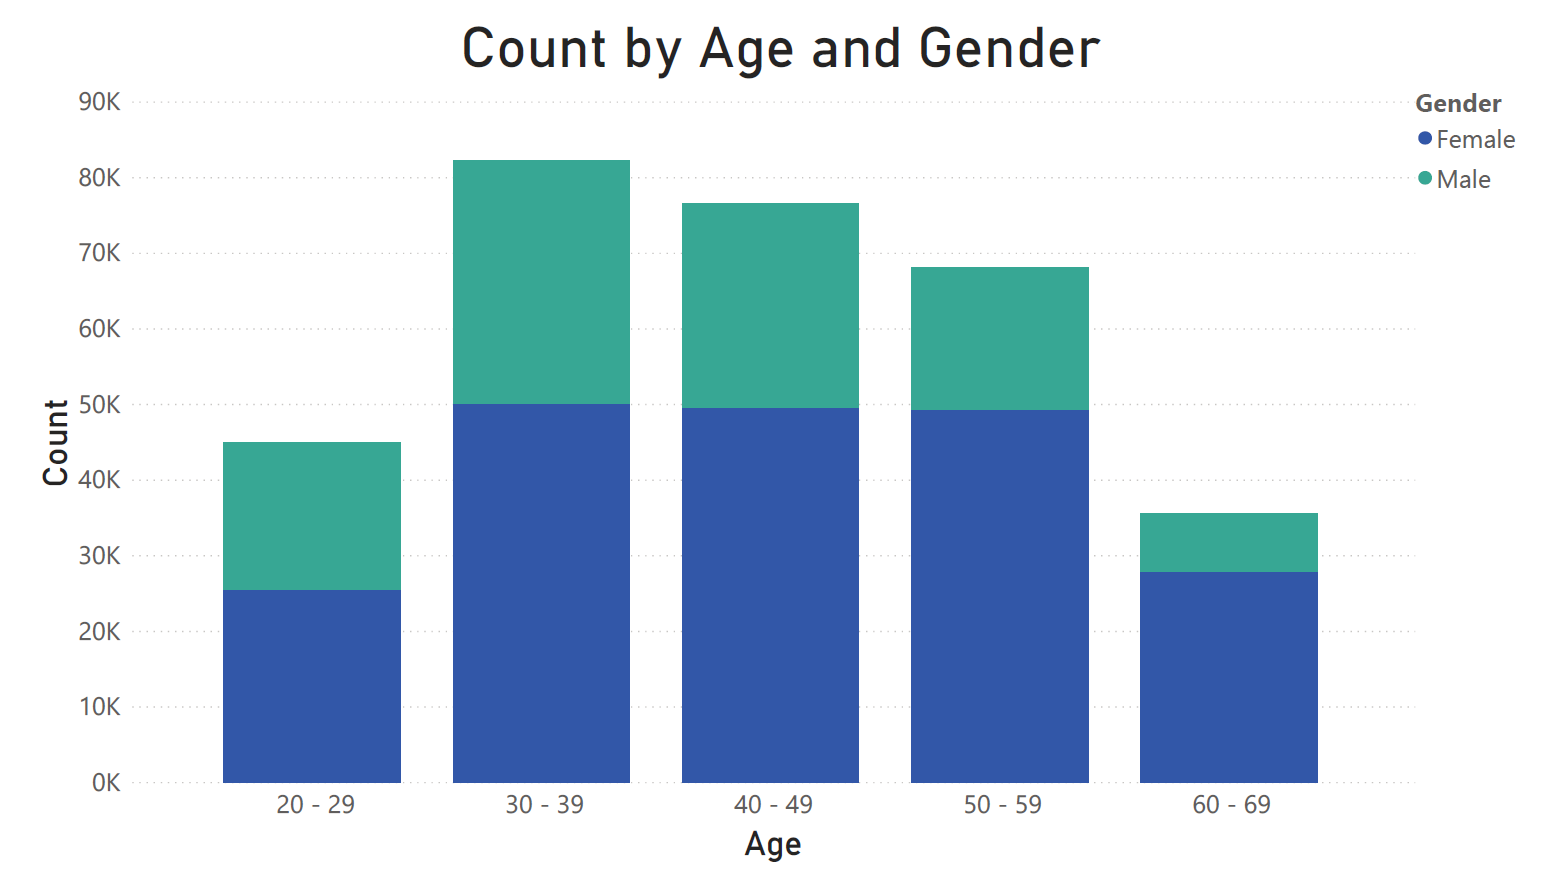 Count by Age and Gender
Gender
Female
Male
Count
90K
80K
70K
60K
50K
40K
30K
20K
10K
0K
20 - 29
30 - 39
40 - 49
50 - 59
60 - 69
Age